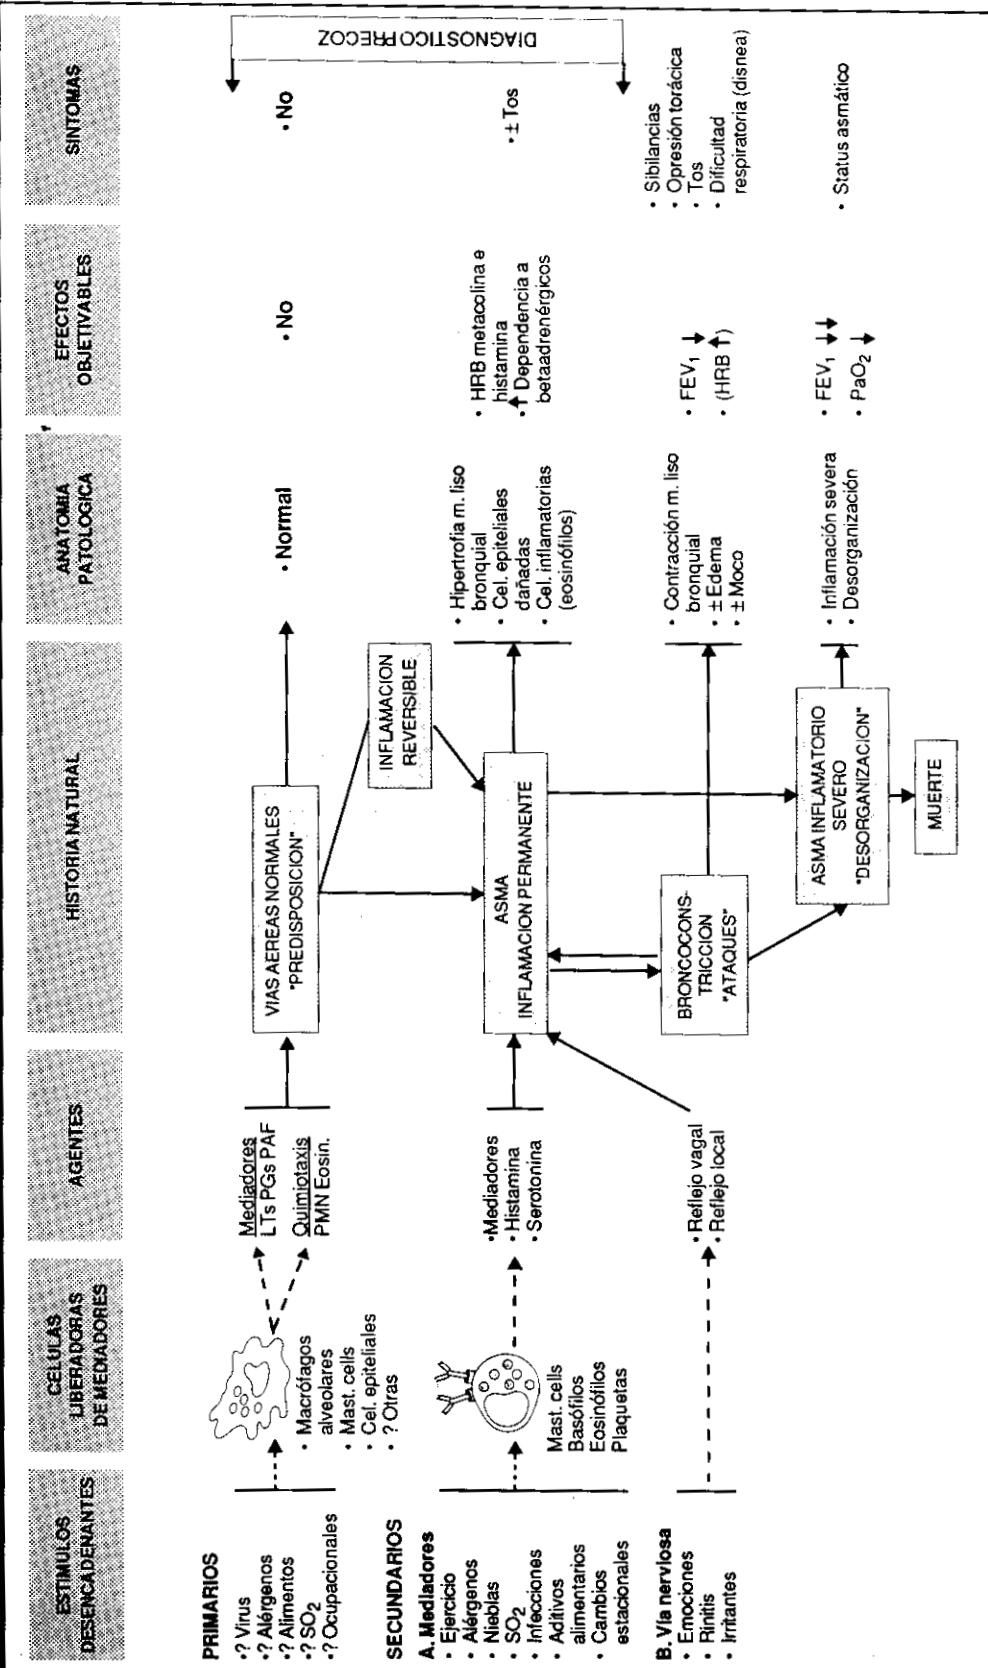 ESTIMULOS
DESENCADENANTES
CELULAS
LIBERADORAS
DE MEDIADORES
AGENTES
HISTORIA NATURAL
ANATOMIA
PATOLOGICA
EFECTOS
OBJETIVABLES
SINTOMAS
PRIMARIOS
•? Virus
•? Alérgenos
•? Alimentos
•? SO₂
•? Ocupacionales
• Macrófagos
alveolares
• Mast. cells
• Cel. epiteliales
• ? Otras
Mediadores
LTs PGs PAF
Quimiotaxis
PMN Eosin.
VIAS AEREAS NORMALES
"PREDISPOSICION"
• Normal
• No
• No
DIAGNOSTICO PRECOZ
INFLAMACION
REVERSIBLE
SECUNDARIOS
A. Mediadores
• Ejercicio
• Alérgenos
• Nieblas
• SO₂
• Infecciones
• Aditivos
alimentarios
• Cambios
estacionales
Mast. cells
Basófilos
Eosinófilos
Plaquetas
•Mediadores
• Histamina
• Serotonina
ASMA
INFLAMACION PERMANENTE
• Hipertrofia m. liso
bronquial
• Cel. epiteliales
dañadas
• Cel. inflamatorias
(eosinófilos)
• HRB metacolina e
histamina
•↑ Dependencia a
betaadrenérgicos
• ± Tos
B. Vía nerviosa
• Emociones
• Rinitis
• Irritantes
• Reflejo vagal
• Reflejo local
BRONCOCONS-
TRICCION
"ATAQUES"
• Contracción m. liso
bronquial
• ± Edema
• ± Moco
• FEV₁ ↓
• (HRB ↑)
• Sibilancias
• Opresión torácica
• Tos
• Dificultad
respiratoria (disnea)
ASMA INFLAMATORIO
SEVERO
"DESORGANIZACION"
• Inflamación severa
• Desorganización
• FEV₁ ↓↓
• PaO₂ ↓
• Status asmático
MUERTE